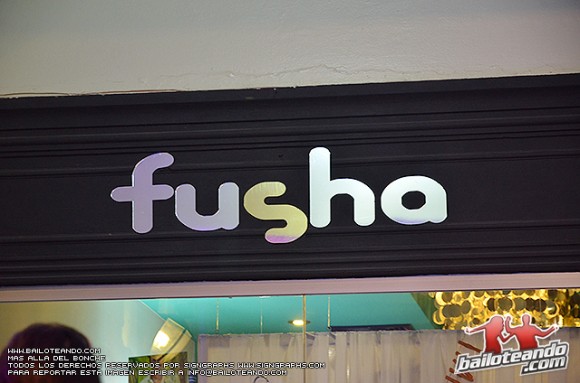 fusha
WWW.BAILOTEANDO.COM
MAS ALLA DEL BONCHE
TODOS LOS DERECHOS RESERVADOS POR SIGNGRAPHS WWW.SIGNGRAPHS.COM
PARA REPORTAR ESTA IMAGEN ESCRIBIR A INFO@BAILOTEANDO.COM
bailoteando.com